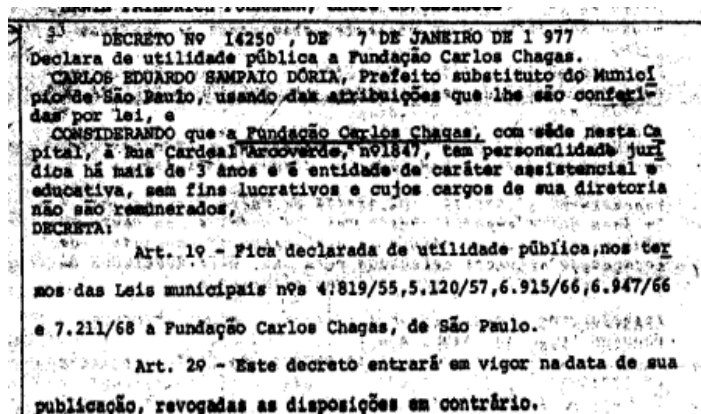 DECRETO Nº 14250 , DE 7 DE JANEIRO DE 1 977
Declara de utilidade pública a Fundação Carlos Chagas.
CARLOS EDUARDO SAMPAIO DÓRIA, Prefeito substituto do Municí
pio de São Paulo, usando das atribuições que lhe são conferi-
das por lei, e
CONSIDERANDO que a Fundação Carlos Chagas, com sede nesta Ca
pital, à Rua Cardeal Arcoverde, nº1847, tem personalidade jurí
dica há mais de 3 anos e é entidade de caráter assistencial e
educativa, sem fins lucrativos e cujos cargos de sua diretoria
não são remunerados,
DECRETA:
Art. 1º - Fica declarada de utilidade pública,nos ter
mos das Leis municipais nºs 4.819/55,5.120/57,6.915/66,6.947/66
e 7.211/68 a Fundação Carlos Chagas, de São Paulo.
Art. 2º - Este decreto entrará em vigor na data de sua
publicação, revogadas as disposições em contrário.